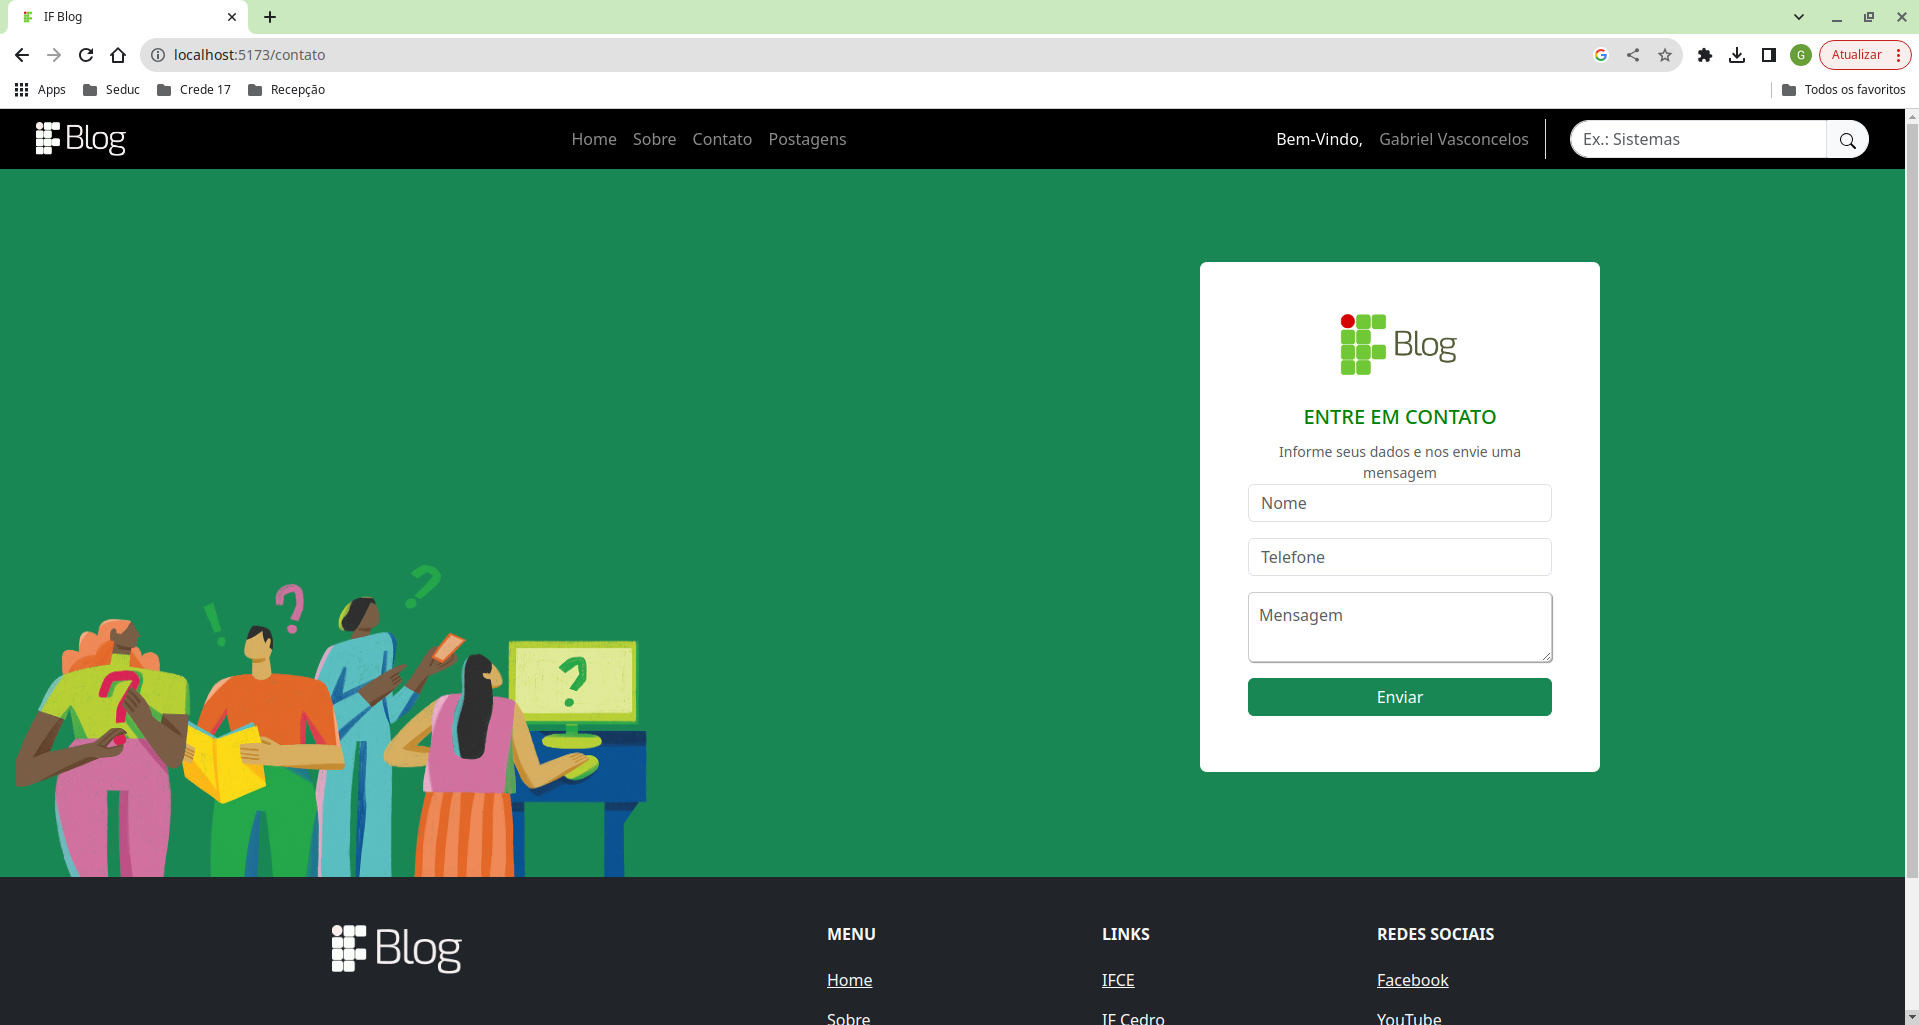 IF Blog
localhost:5173/contato
G
Atualizar
Apps
Seduc
Crede 17
Recepção
Todos os favoritos
Blog
Home
Sobre
Contato
Postagens
Bem-Vindo,
Gabriel Vasconcelos
Ex.: Sistemas
Blog
ENTRE EM CONTATO
Informe seus dados e nos envie uma
mensagem
Nome
Telefone
Mensagem
Enviar
! ? ?
?
?
Blog
MENU
LINKS
REDES SOCIAIS
Home
IFCE
Facebook
Sobre
IF Cedro
YouTube